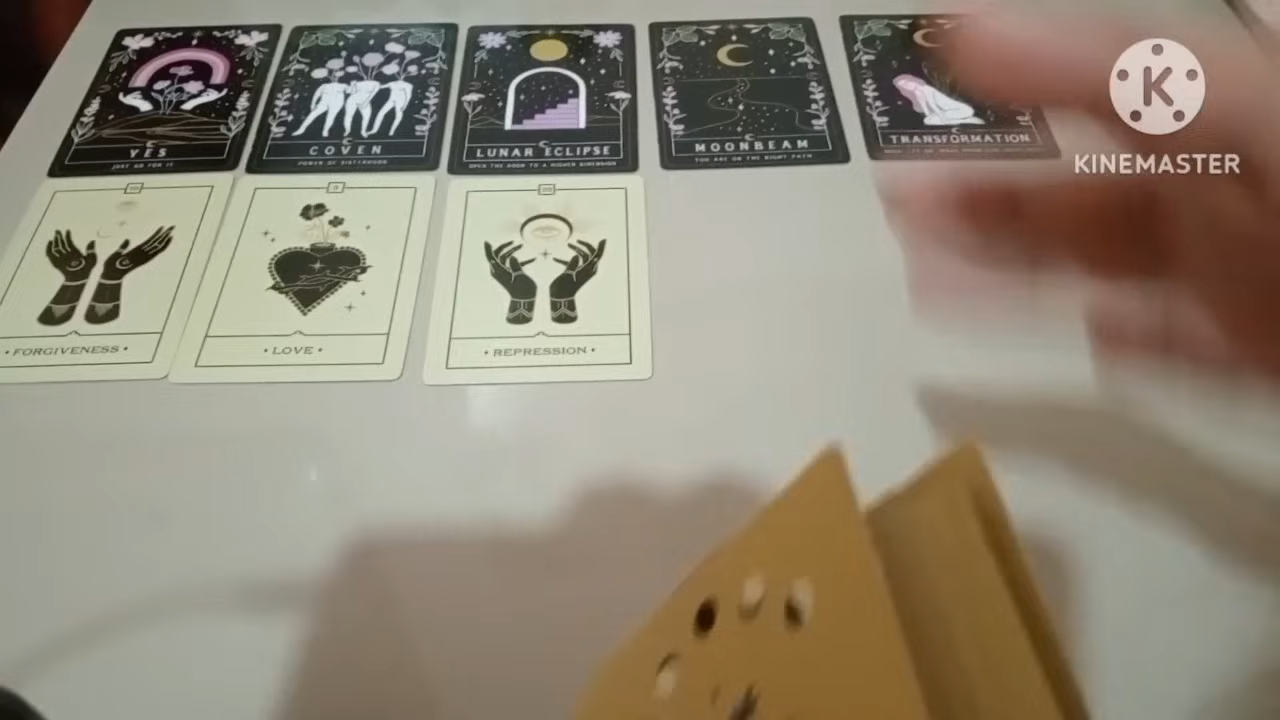 YES
JUST GO FOR IT
COVEN
POWER OF SISTERHOOD
LUNAR ECLIPSE
OPEN THE DOOR TO A HIGHER DIMENSION
MOONBEAM
YOU ARE ON THE RIGHT PATH
TRANSFORMATION
K
KINEMASTER
• FORGIVENESS •
• LOVE •
• REPRESSION •